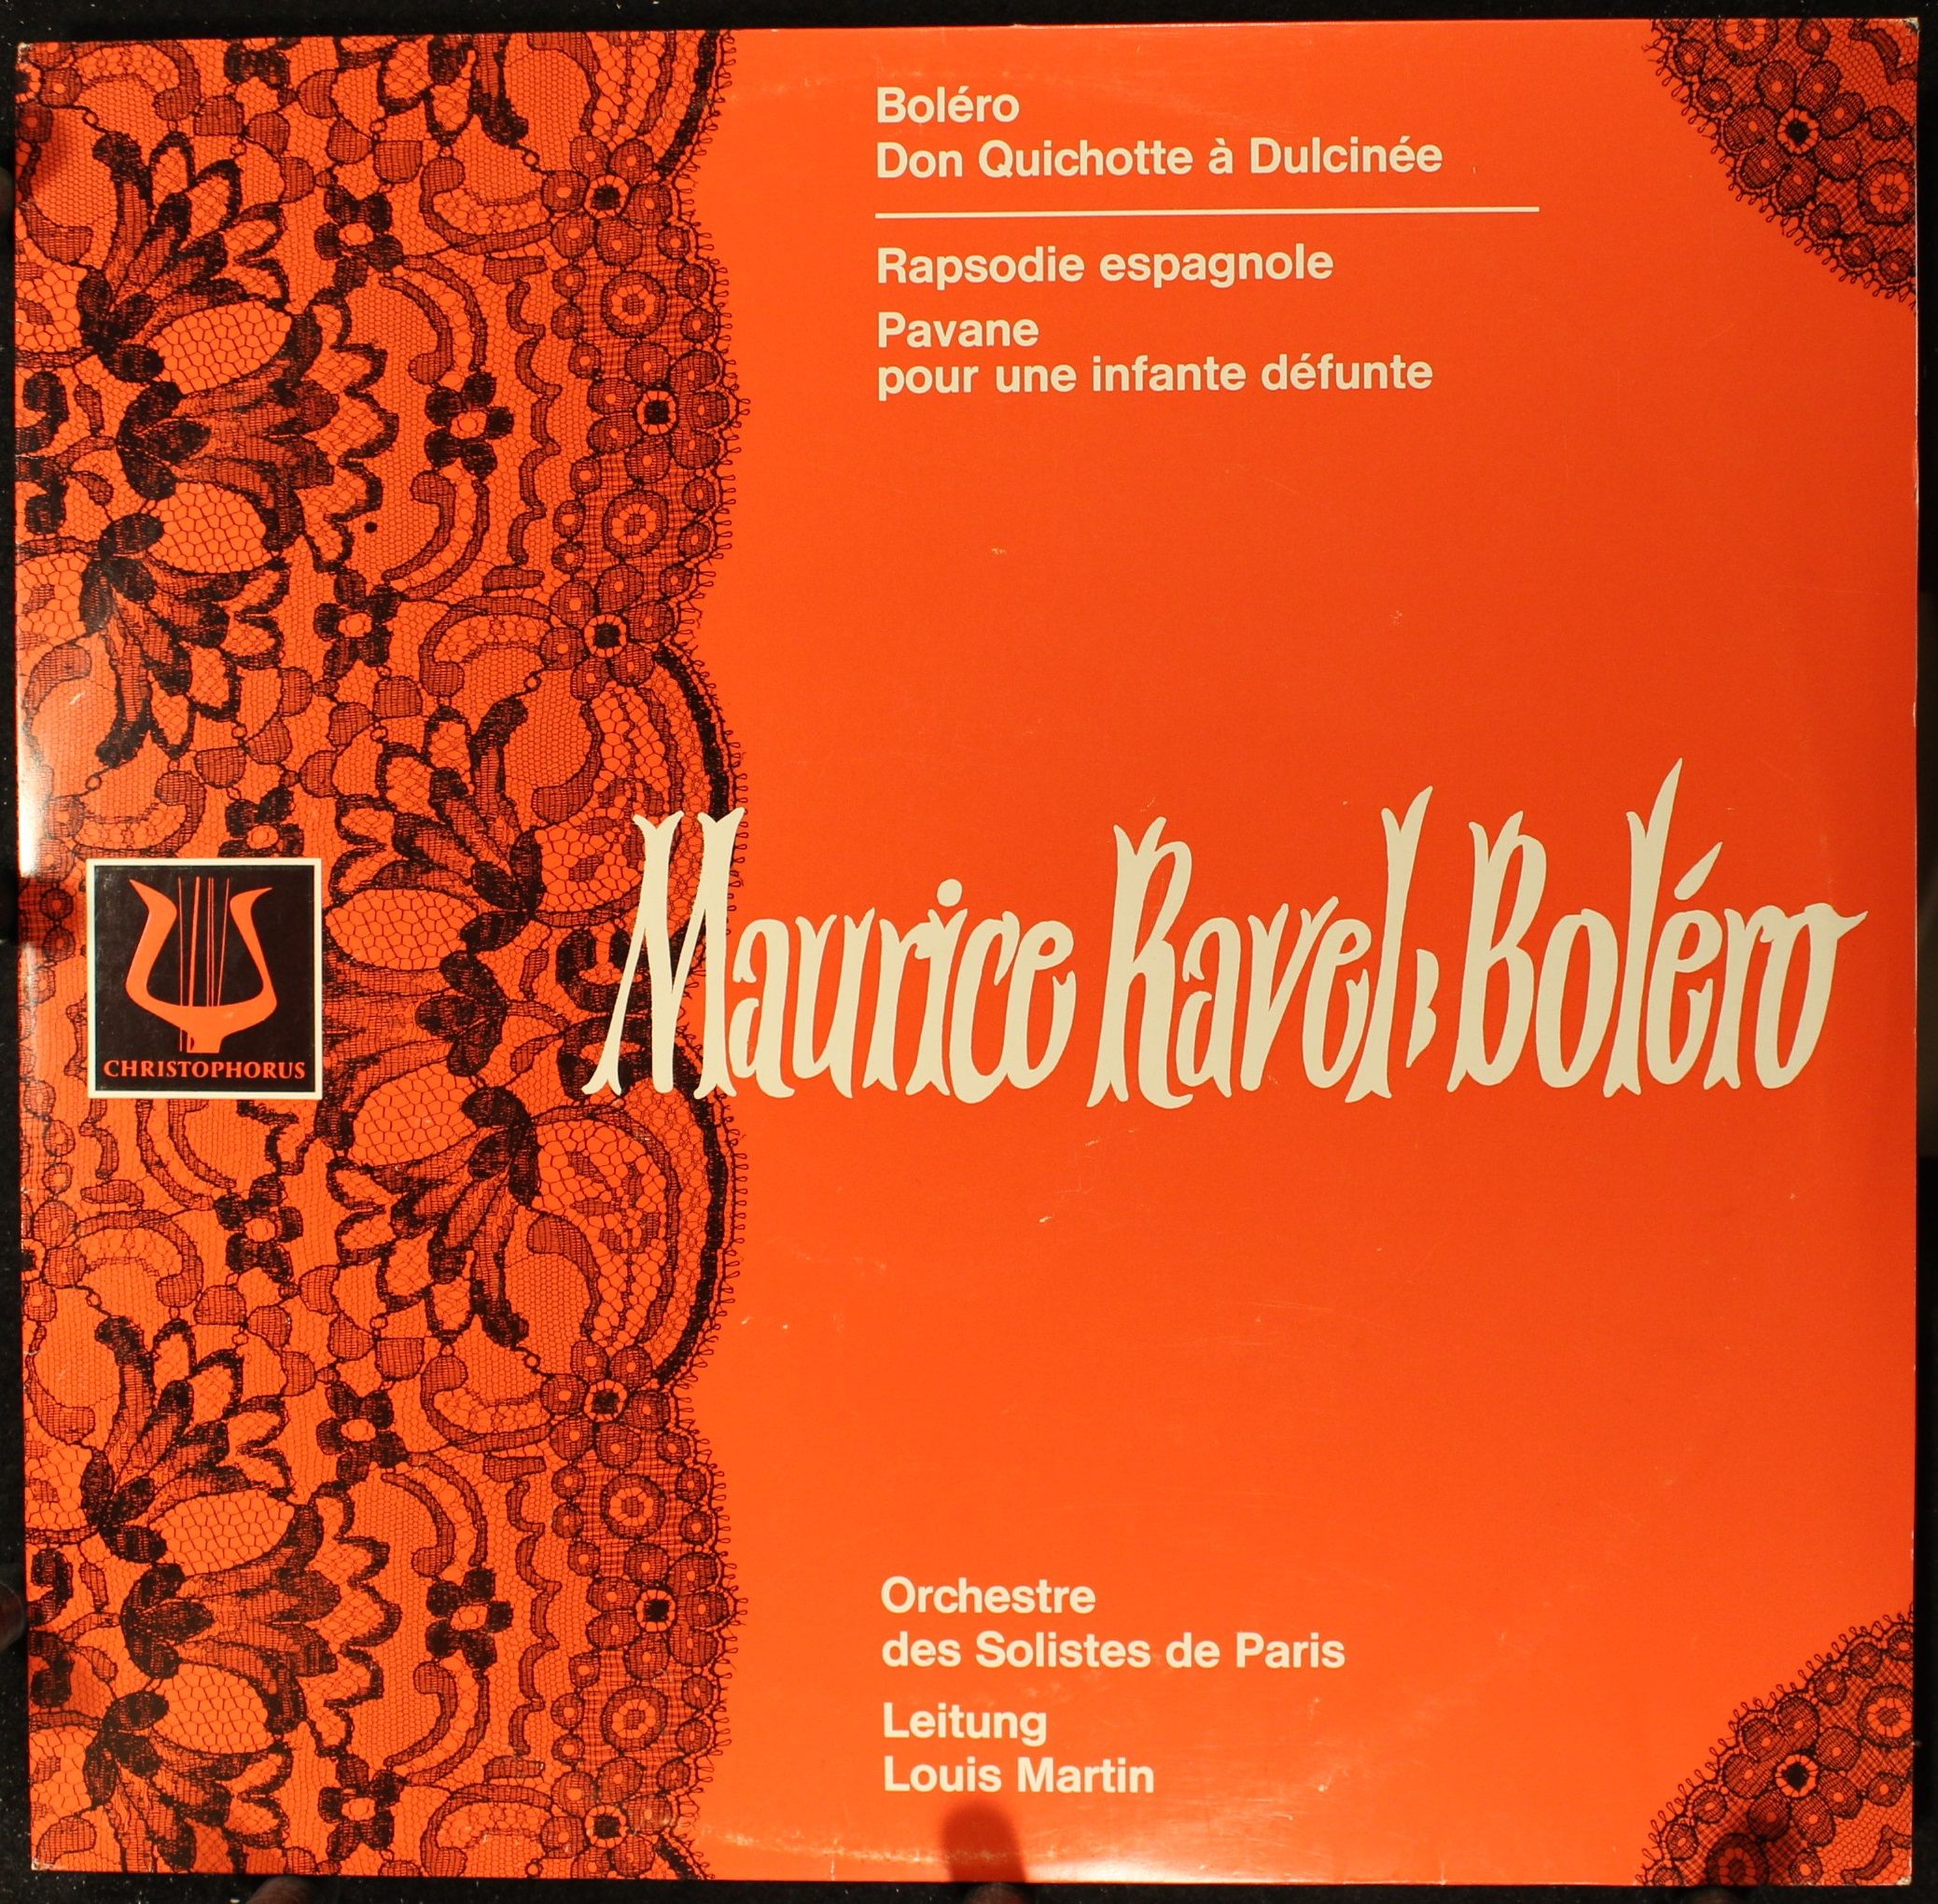 Boléro
Don Quichotte à Dulcinée
Rapsodie espagnole
Pavane
pour une infante défunte
Maurice Ravel: Boléro
CHRISTOPHORUS
Orchestre
des Solistes de Paris
Leitung
Louis Martin